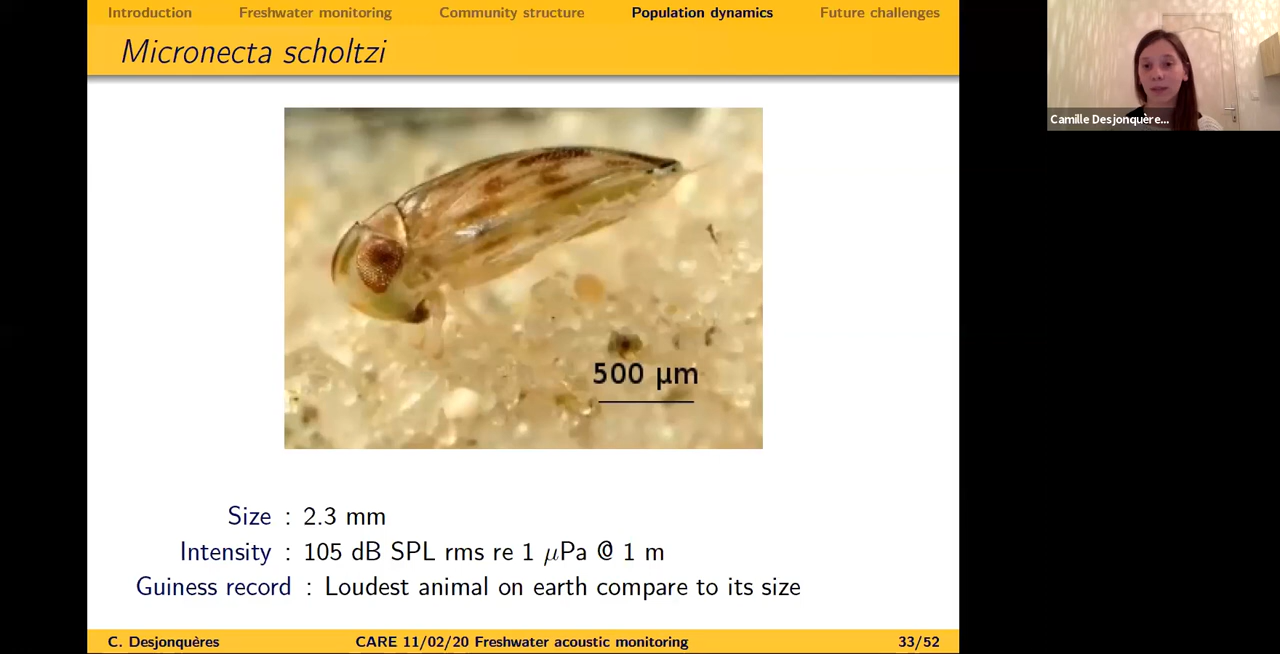 Introduction Freshwater monitoring Community structure Population dynamics Future challenges
Micronecta scholtzi
Camille Desjonquère...
500 µm
Size : 2.3 mm
Intensity : 105 dB SPL rms re 1 μPa @ 1 m
Guiness record : Loudest animal on earth compare to its size
C. Desjonquères CARE 11/02/20 Freshwater acoustic monitoring 33/52